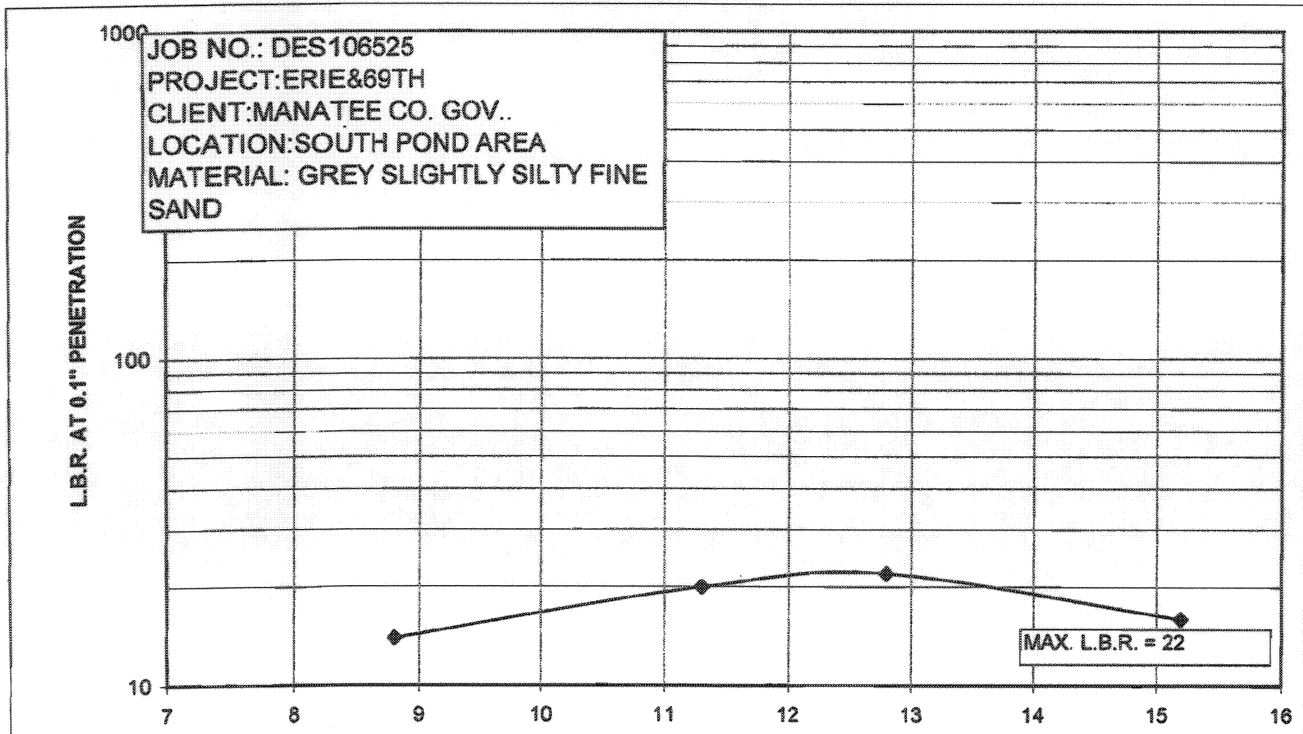 1000
JOB NO.: DES106525
PROJECT:ERIE&69TH
CLIENT:MANATEE CO. GOV..
LOCATION:SOUTH POND AREA
MATERIAL: GREY SLIGHTLY SILTY FINE
SAND
L.B.R. AT 0.1" PENETRATION
100
MAX. L.B.R. = 22
10
7 8 9 10 11 12 13 14 15 16